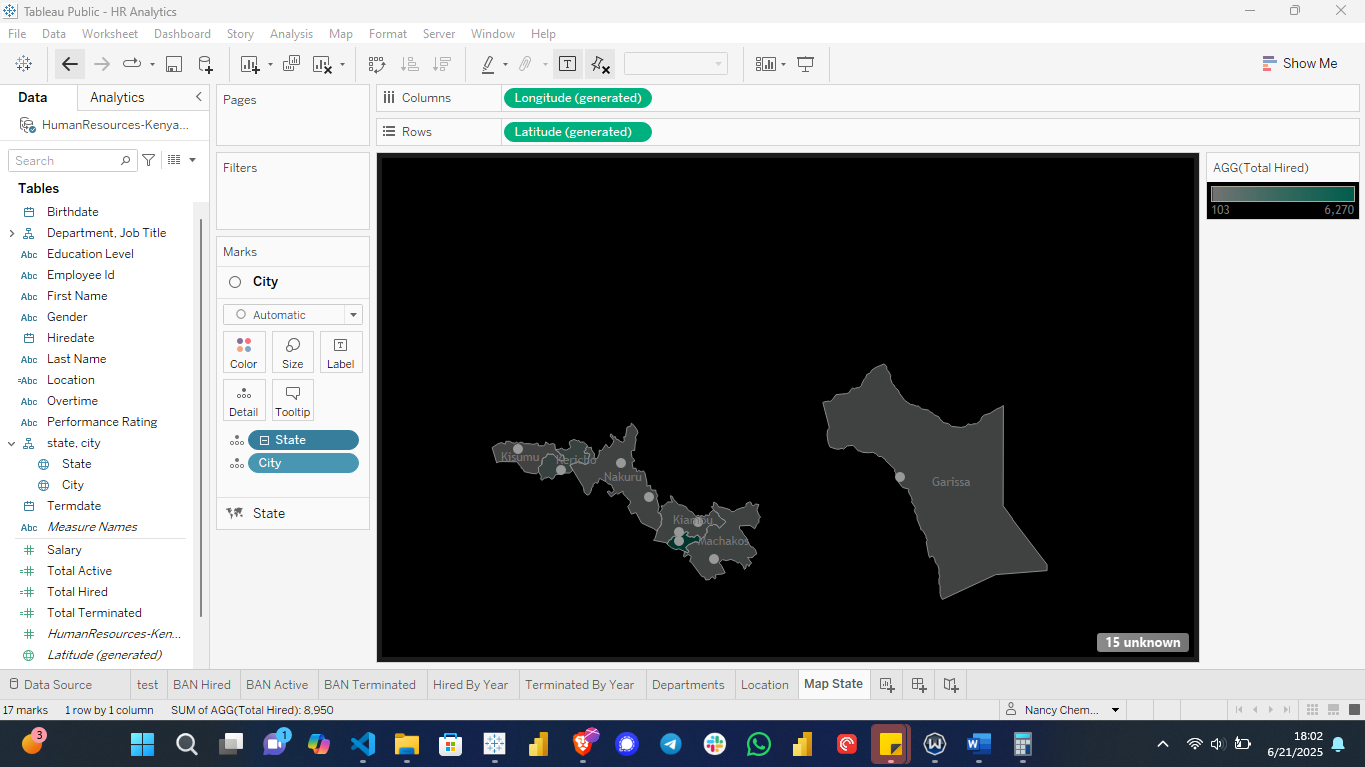 Tableau Public - HR Analytics
File Data Worksheet Dashboard Story Analysis Map Format Server Window Help
Show Me
Data Analytics
HumanResources-Kenya...
Search
Tables
Birthdate
Department, Job Title
Abc Education Level
Abc Employee Id
Abc First Name
Abc Gender
Hiredate
Abc Last Name
=Abc Location
Abc Overtime
Abc Performance Rating
state, city
State
City
Termdate
Abc Measure Names
# Salary
=# Total Active
=# Total Hired
=# Total Terminated
# HumanResources-Ken...
Latitude (generated)
Pages
Filters
Marks
City
Automatic
Color Size Label
Detail Tooltip
State
City
State
Columns Longitude (generated)
Rows Latitude (generated)
Kisumu
Kericho
Nakuru
Kiambu
Machakos
Garissa
15 unknown
AGG(Total Hired)
103 6,270
Data Source test BAN Hired BAN Active BAN Terminated Hired By Year Terminated By Year Departments Location Map State
17 marks 1 row by 1 column SUM of AGG(Total Hired): 8,950 Nancy Chem...
3
1
18:02
6/21/2025